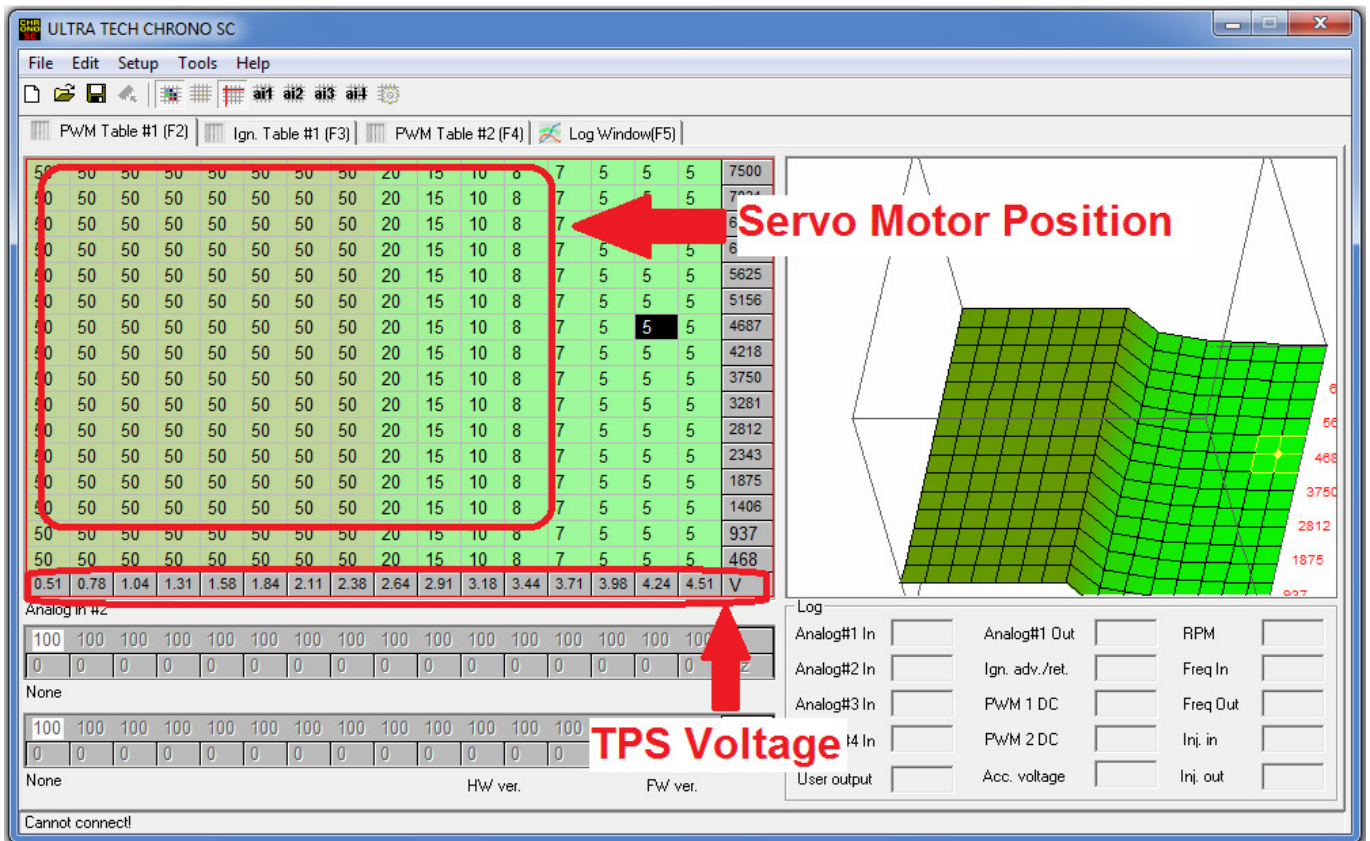 ULTRA TECH CHRONO SC
File Edit Setup Tools Help
ai1 ai2 ai3 ai4
PWM Table #1 (F2) Ign. Table #1 (F3) PWM Table #2 (F4) Log Window(F5)
50 50 50 50 50 50 50 50 20 15 10 8 7 5 5 5 7500
50 50 50 50 50 50 50 50 20 15 10 8 7 5 5
50 50 50 50 50 50 50 50 20 15 10 8 7
Servo Motor Position
50 50 50 50 50 50 50 50 20 15 10 8 7 5 5 5
50 50 50 50 50 50 50 50 20 15 10 8 7 5 5 5 5625
50 50 50 50 50 50 50 50 20 15 10 8 7 5 5 5 5156
50 50 50 50 50 50 50 50 20 15 10 8 7 5 5 5 4687
50 50 50 50 50 50 50 50 20 15 10 8 7 5 5 5 4218
50 50 50 50 50 50 50 50 20 15 10 8 7 5 5 5 3750
50 50 50 50 50 50 50 50 20 15 10 8 7 5 5 5 3281
50 50 50 50 50 50 50 50 20 15 10 8 7 5 5 5 2812
50 50 50 50 50 50 50 50 20 15 10 8 7 5 5 5 2343
50 50 50 50 50 50 50 50 20 15 10 8 7 5 5 5 1875
50 50 50 50 50 50 50 50 20 15 10 8 7 5 5 5 1406
50 50 50 50 50 50 50 50 20 15 10 8 7 5 5 5 937
50 50 50 50 50 50 50 50 20 15 10 8 7 5 5 5 468
0.51 0.78 1.04 1.31 1.58 1.84 2.11 2.38 2.64 2.91 3.18 3.44 3.71 3.98 4.24 4.51 V
468
3750
2812
1875
937
Analog in #2
100 100 100 100 100 100 100 100 100 100 100 100 100 100 100 100
0 0 0 0 0 0 0 0 0 0 0 0 0 0 0 0
None
100 100 100 100 100 100 100 100 100 100 100 100 100
0 0 0 0 0 0 0 0 0 0 0 0 0
None
HW ver. FW ver.
TPS Voltage
Log
Analog#1 In Analog#1 Out RPM
Analog#2 In Ign. adv./ret. Freq In
Analog#3 In PWM 1 DC Freq Out
#4 In PWM 2 DC Inj. in
User output Acc. voltage Inj. out
Cannot connect!